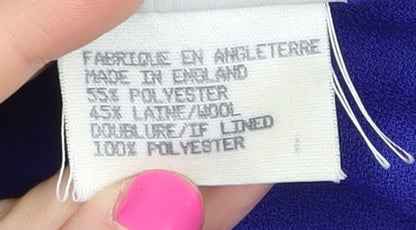 FABRIQUE EN ANGLETERRE
MADE IN ENGLAND
55% POLYESTER
45% LAINE/WOOL
DOUBLURE/IF LINED
100% POLYESTER